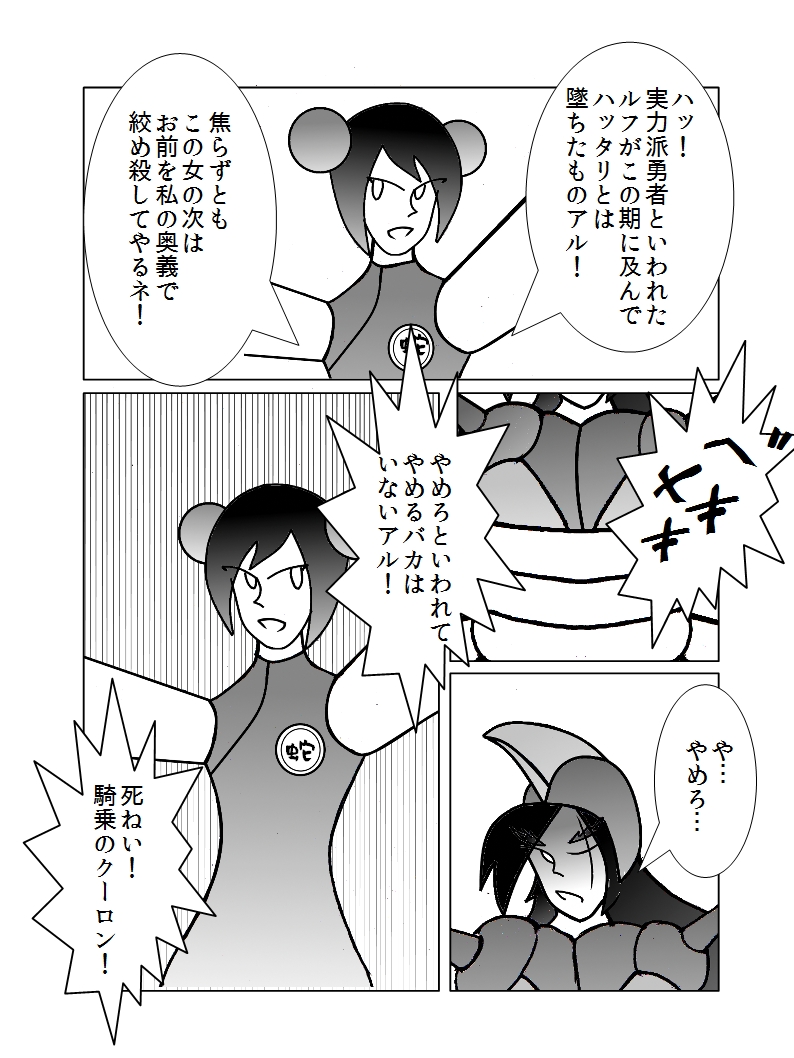 ハッ！
実力派勇者といわれた
ルフがこの期に及んで
ハッタリとは
墜ちたものアル！
焦らずとも
この女の次は
お前を私の奥義で
絞め殺してやるネ！
蛇
ベキ
メキ
や…
やめろ…
やめろといわれて
やめるバカは
いないアル！
蛇
死ねい！
騎乗のクーロン！